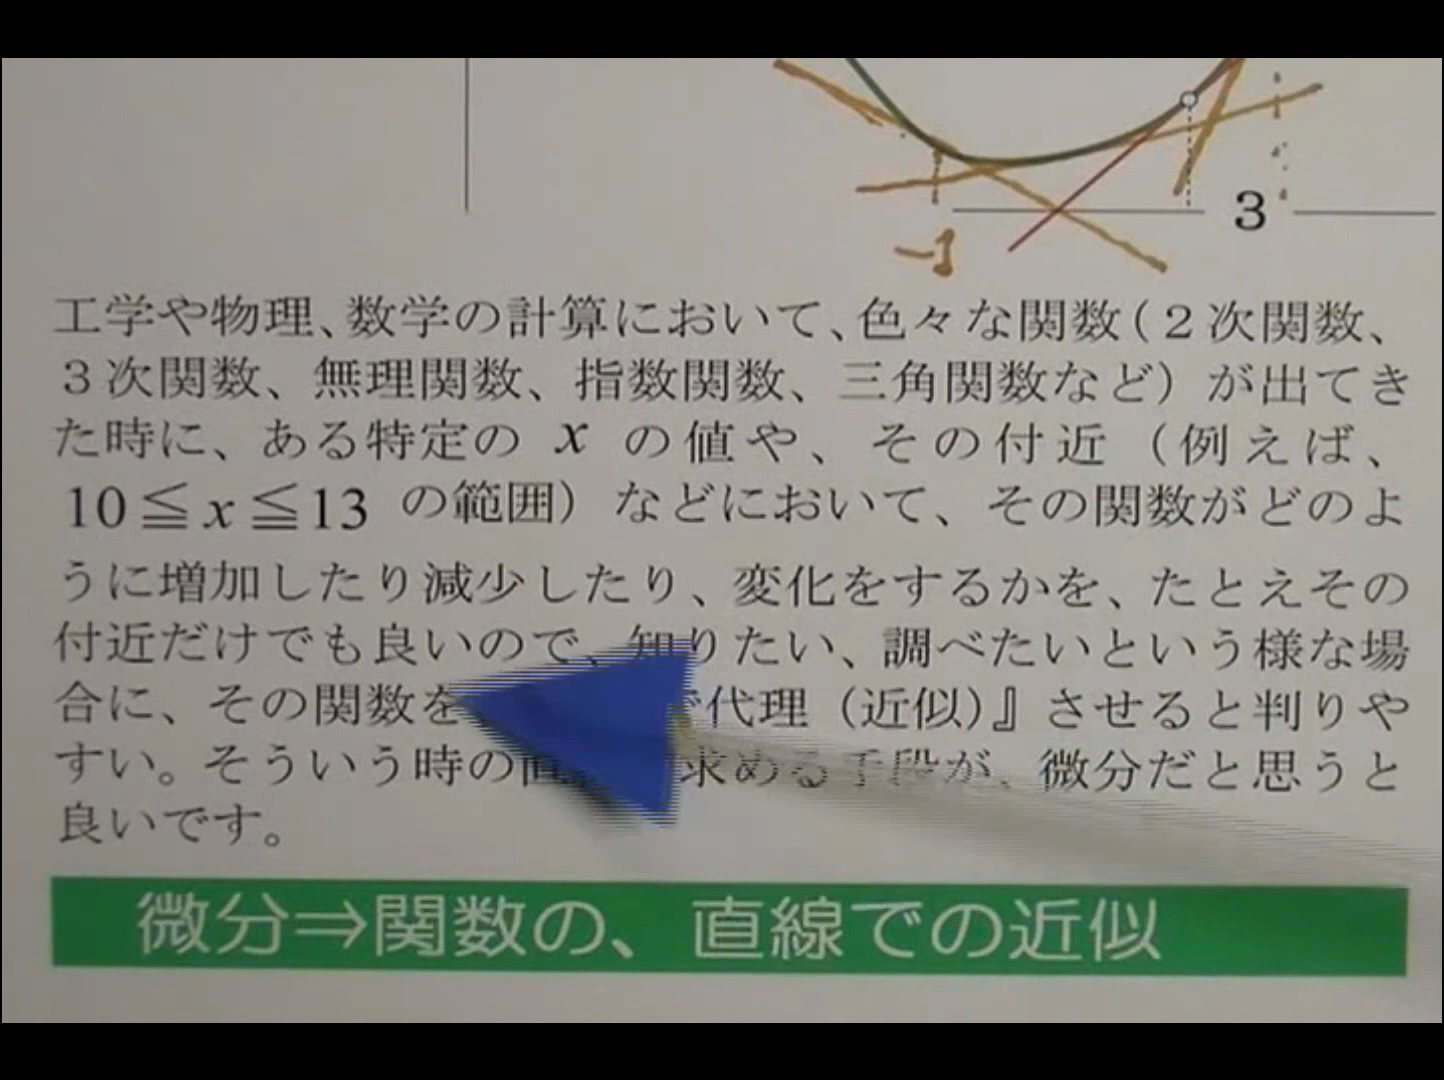 3
-1
工学や物理、数学の計算において、色々な関数(2次関数、
3次関数、無理関数、指数関数、三角関数など)が出てき
た時に、ある特定の x の値や、その付近(例えば、
10≦x≦13 の範囲)などにおいて、その関数がどのよ
うに増加したり減少したり、変化をするかを、たとえその
付近だけでも良いので、知りたい、調べたいという様な場
合に、その関数を 代理(近似)』させると判りや
すい。そういう時の 求める手段が、微分だと思うと
良いです。
微分⇒関数の、直線での近似